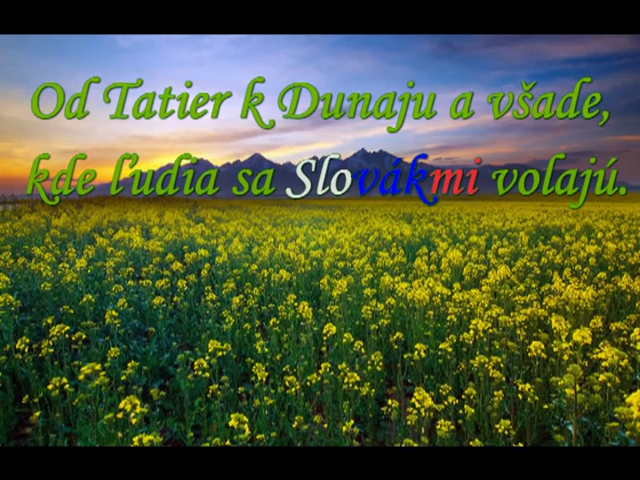 Od Tatier k Dunaju a všade,
kde ľudia sa Slovákmi volajú.